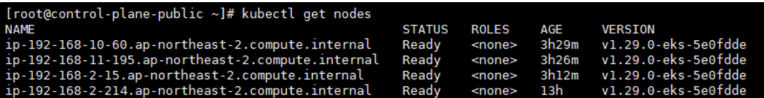 [root@control-plane-public ~]# kubectl get nodes
NAME STATUS ROLES AGE VERSION
ip-192-168-10-60.ap-northeast-2.compute.internal Ready <none> 3h29m v1.29.0-eks-5e0fdde
ip-192-168-11-195.ap-northeast-2.compute.internal Ready <none> 3h26m v1.29.0-eks-5e0fdde
ip-192-168-2-15.ap-northeast-2.compute.internal Ready <none> 3h12m v1.29.0-eks-5e0fdde
ip-192-168-2-214.ap-northeast-2.compute.internal Ready <none> 13h v1.29.0-eks-5e0fdde